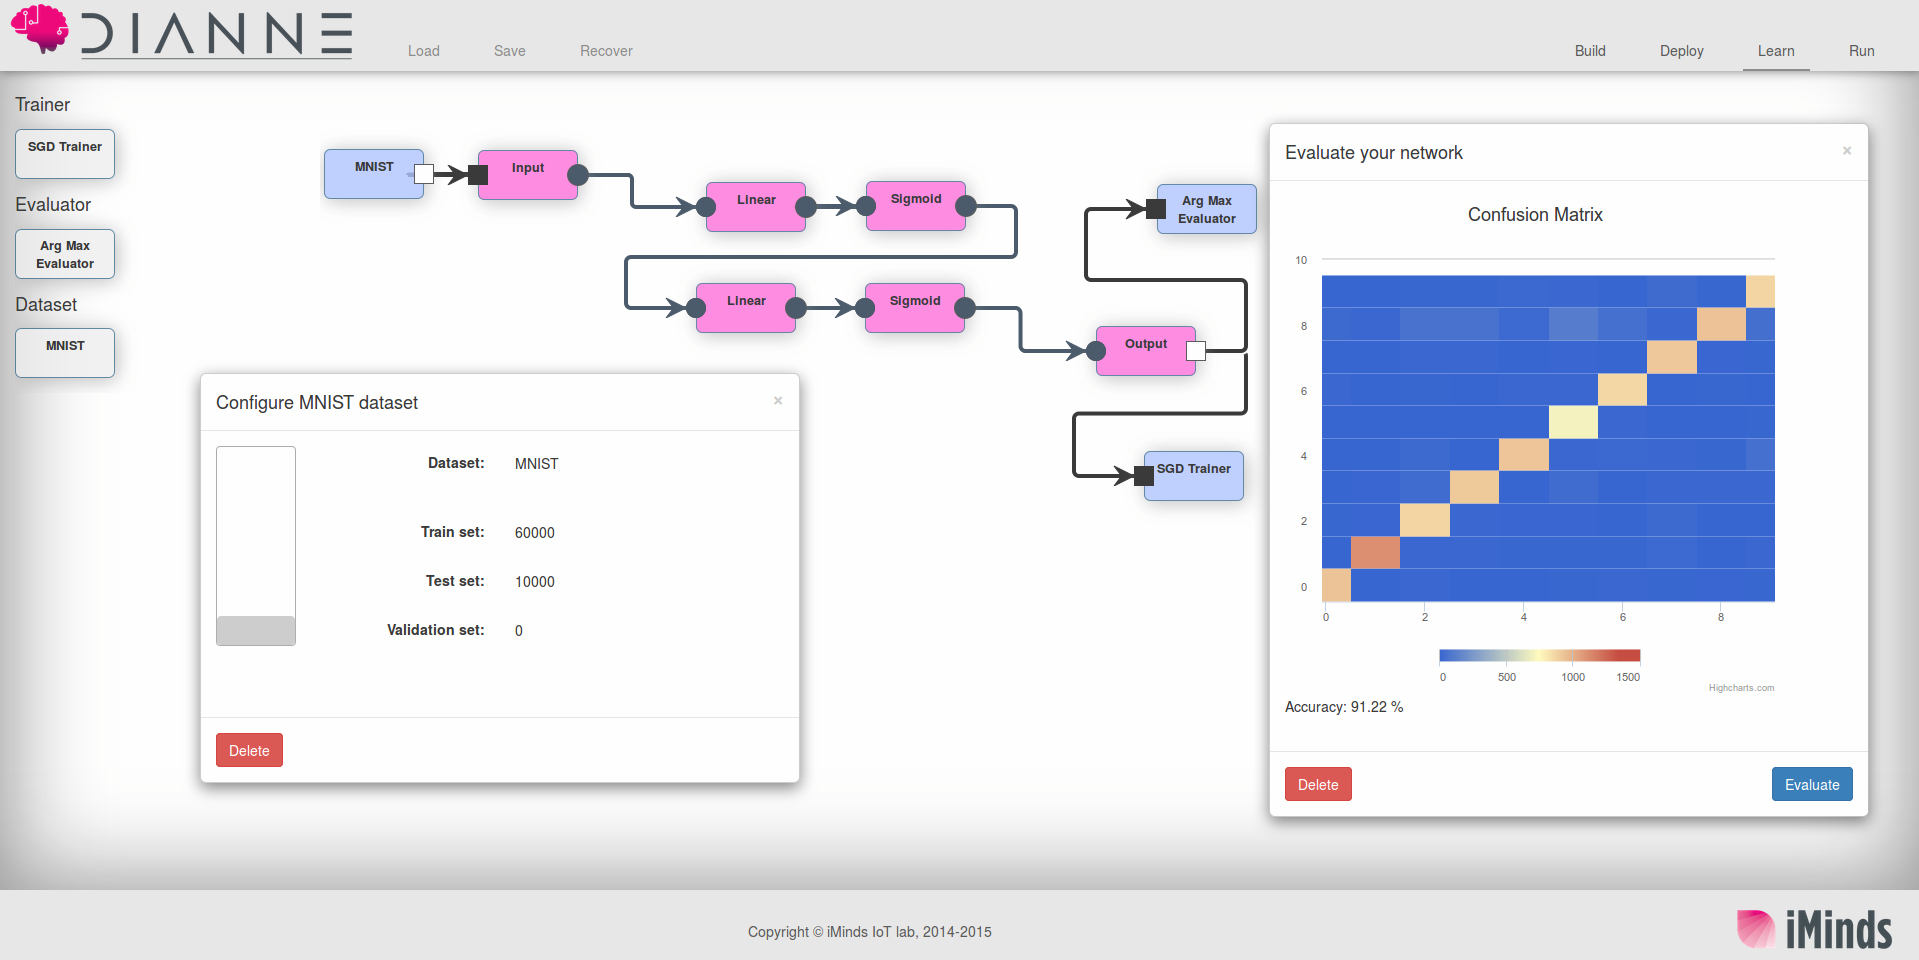 DIANNE
Load Save Recover
Build Deploy Learn Run
Trainer
SGD Trainer
Evaluator
Arg Max
Evaluator
Dataset
MNIST
MNIST
Input
Linear
Sigmoid
Linear
Sigmoid
Output
Arg Max
Evaluator
SGD Trainer
Configure MNIST dataset
×
Dataset: MNIST
Train set: 60000
Test set: 10000
Validation set: 0
Delete
Evaluate your network
×
Confusion Matrix
10
8
6
4
2
0
0 2 4 6 8
0 500 1000 1500
Highcharts.com
Accuracy: 91.22 %
Delete
Evaluate
Copyright © iMinds IoT lab, 2014-2015
iMinds